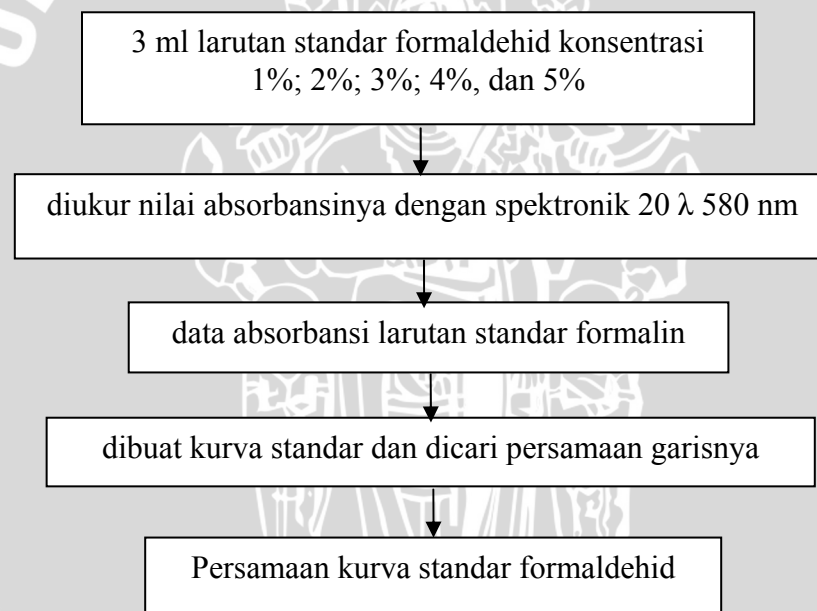 3 ml larutan standar formaldehid konsentrasi
1%; 2%; 3%; 4%, dan 5%
diukur nilai absorbansinya dengan spektronik 20 λ 580 nm
data absorbansi larutan standar formalin
dibuat kurva standar dan dicari persamaan garisnya
Persamaan kurva standar formaldehid